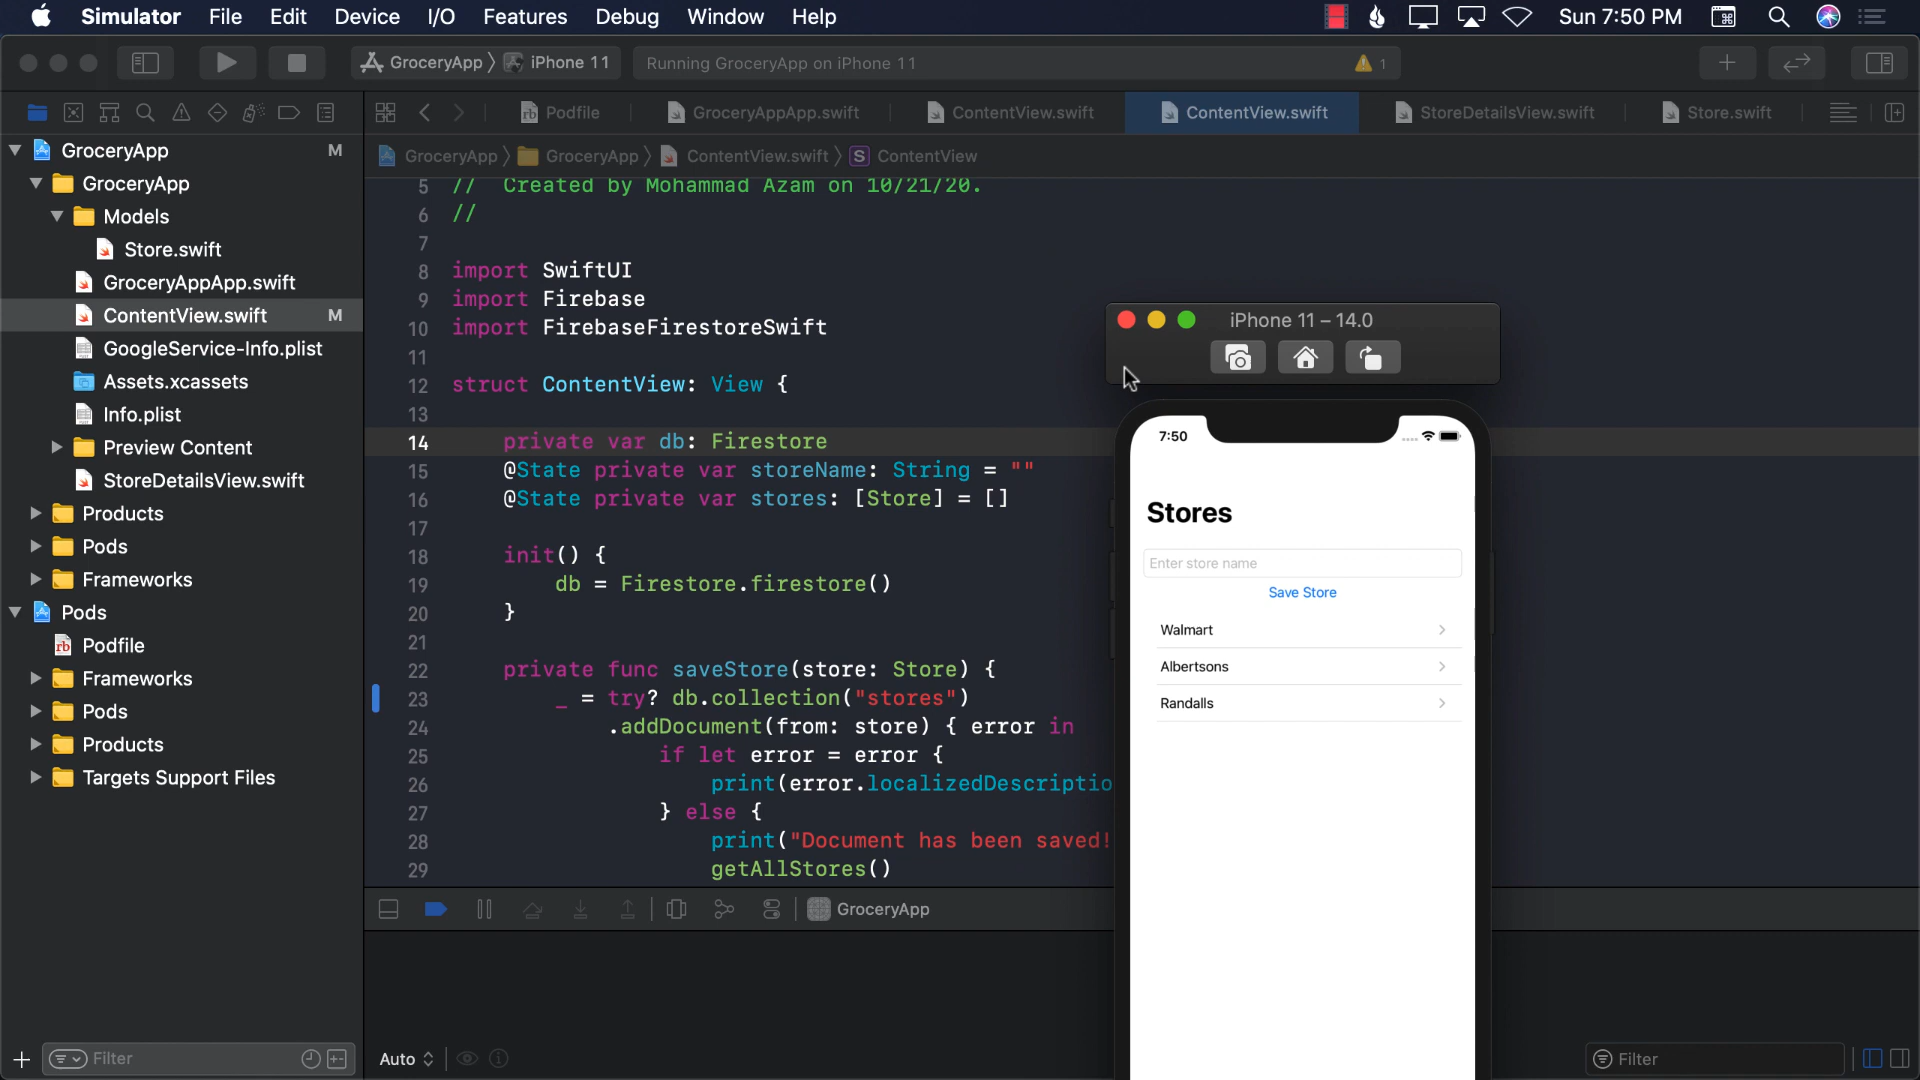 Simulator File Edit Device I/O Features Debug Window Help Sun 7:50 PM
GroceryApp iPhone 11 Running GroceryApp on iPhone 11 1
Podfile GroceryAppApp.swift ContentView.swift ContentView.swift StoreDetailsView.swift Store.swift
GroceryApp GroceryApp ContentView.swift S ContentView
GroceryApp M
GroceryApp
Models
Store.swift
GroceryAppApp.swift
ContentView.swift M
GoogleService-Info.plist
Assets.xcassets
Info.plist
Preview Content
StoreDetailsView.swift
Products
Pods
Frameworks
Pods
Podfile
Frameworks
Pods
Products
Targets Support Files
Filter
5 // Created by Mohammad Azam on 10/21/20.
6 //
7
8 import SwiftUI
9 import Firebase
10 import FirebaseFirestoreSwift
11
12 struct ContentView: View {
13
14 private var db: Firestore
15 @State private var storeName: String = ""
16 @State private var stores: [Store] = []
17
18 init() {
19 db = Firestore.firestore()
20 }
21
22 private func saveStore(store: Store) {
23 _ = try? db.collection("stores")
24 .addDocument(from: store) { error in
25 if let error = error {
26 print(error.localizedDescriptio
27 } else {
28 print("Document has been saved!
29 getAllStores()
GroceryApp
Auto
Filter
iPhone 11 – 14.0
7:50
Stores
Enter store name
Save Store
Walmart
Albertsons
Randalls